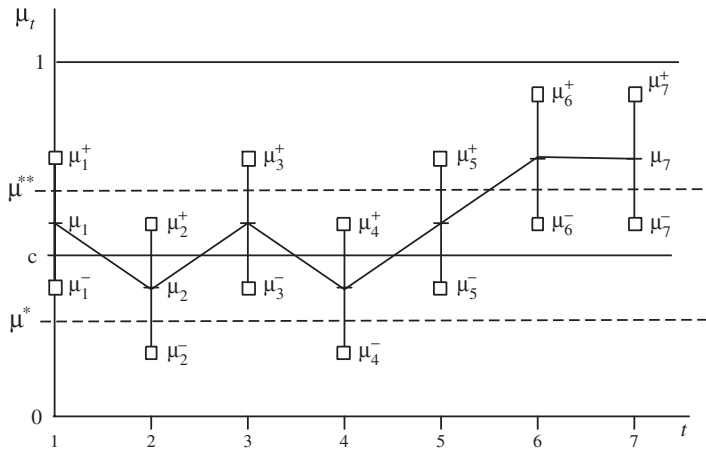 μₜ
1
μ₁⁺ μ₂⁺ μ₃⁺ μ₄⁺ μ₅⁺ μ₆⁺ μ₇⁺
μ**
μ₁ μ₂ μ₇
c
μ₁⁻ μ₂⁻ μ₃⁻ μ₄⁻ μ₅⁻ μ₆⁻ μ₇⁻
μ*
0
1 2 3 4 5 6 7 t